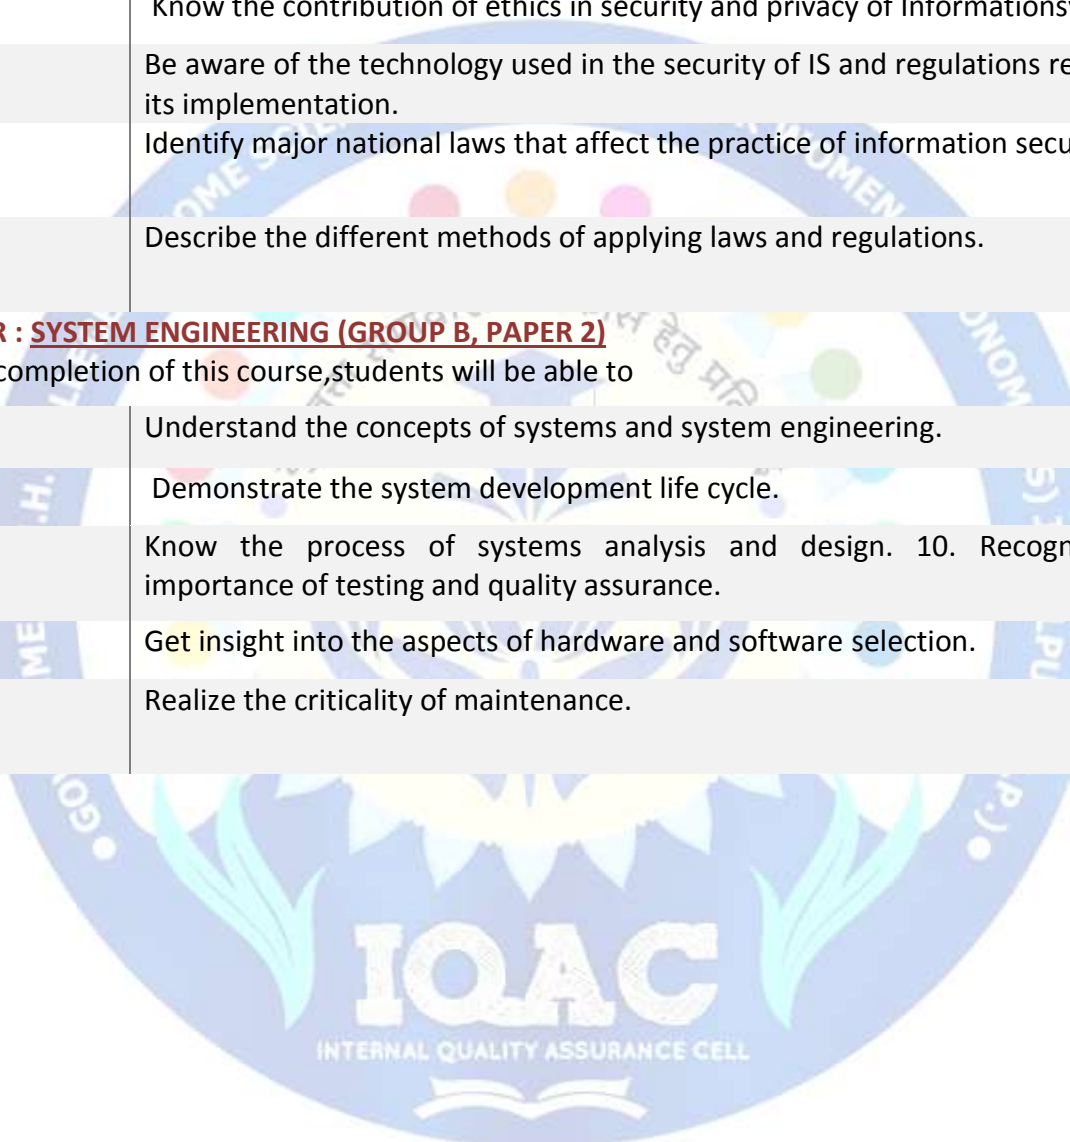 Know the contribution of ethics in security and privacy of Informations
Be aware of the technology used in the security of IS and regulations re
its implementation.
Identify major national laws that affect the practice of information secu
Describe the different methods of applying laws and regulations.
R : SYSTEM ENGINEERING (GROUP B, PAPER 2)
completion of this course,students will be able to
Understand the concepts of systems and system engineering.
Demonstrate the system development life cycle.
Know the process of systems analysis and design. 10. Recogn
importance of testing and quality assurance.
Get insight into the aspects of hardware and software selection.
Realize the criticality of maintenance.
IQAC
INTERNAL QUALITY ASSURANCE CELL